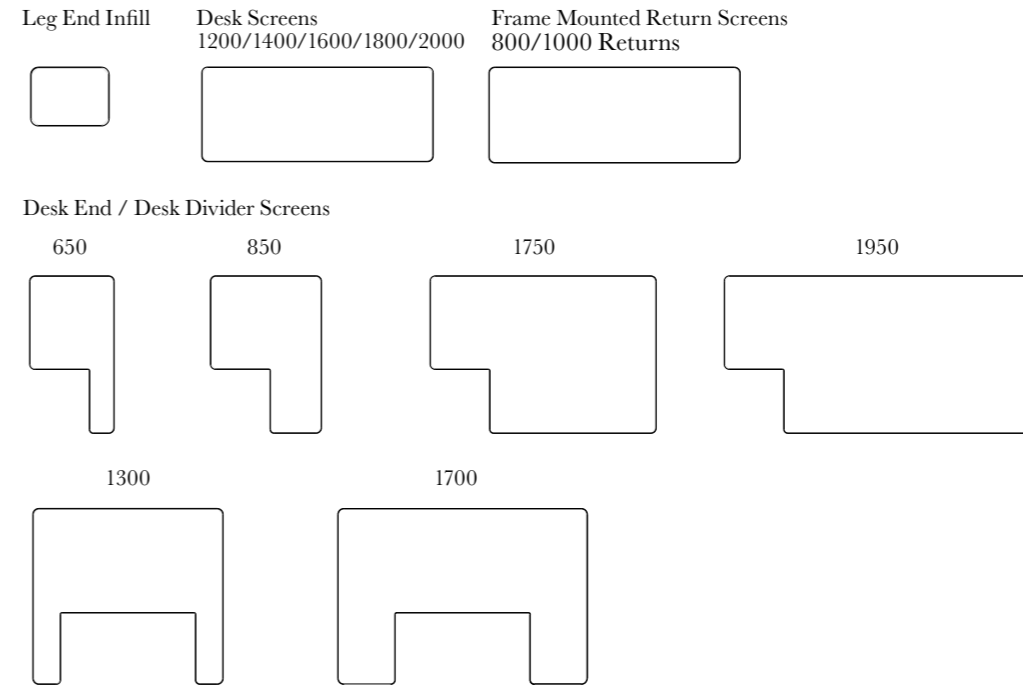 Leg End Infill
Desk Screens
1200/1400/1600/1800/2000
Frame Mounted Return Screens
800/1000 Returns
Desk End / Desk Divider Screens
650
850
1750
1950
1300
1700